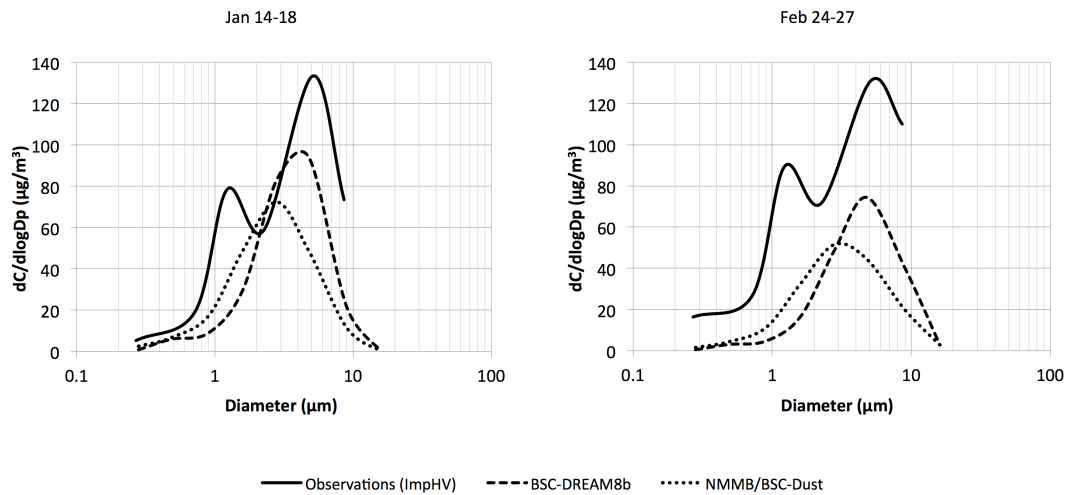 Jan 14-18
Feb 24-27
dC/dlogDp (µg/m³)
140
120
100
80
60
40
20
0
0.1 1 10 100
Diameter (µm)
dC/dlogDp (µg/m³)
140
120
100
80
60
40
20
0
0.1 1 10 100
Diameter (µm)
Observations (ImpHV) BSC-DREAM8b NMMB/BSC-Dust